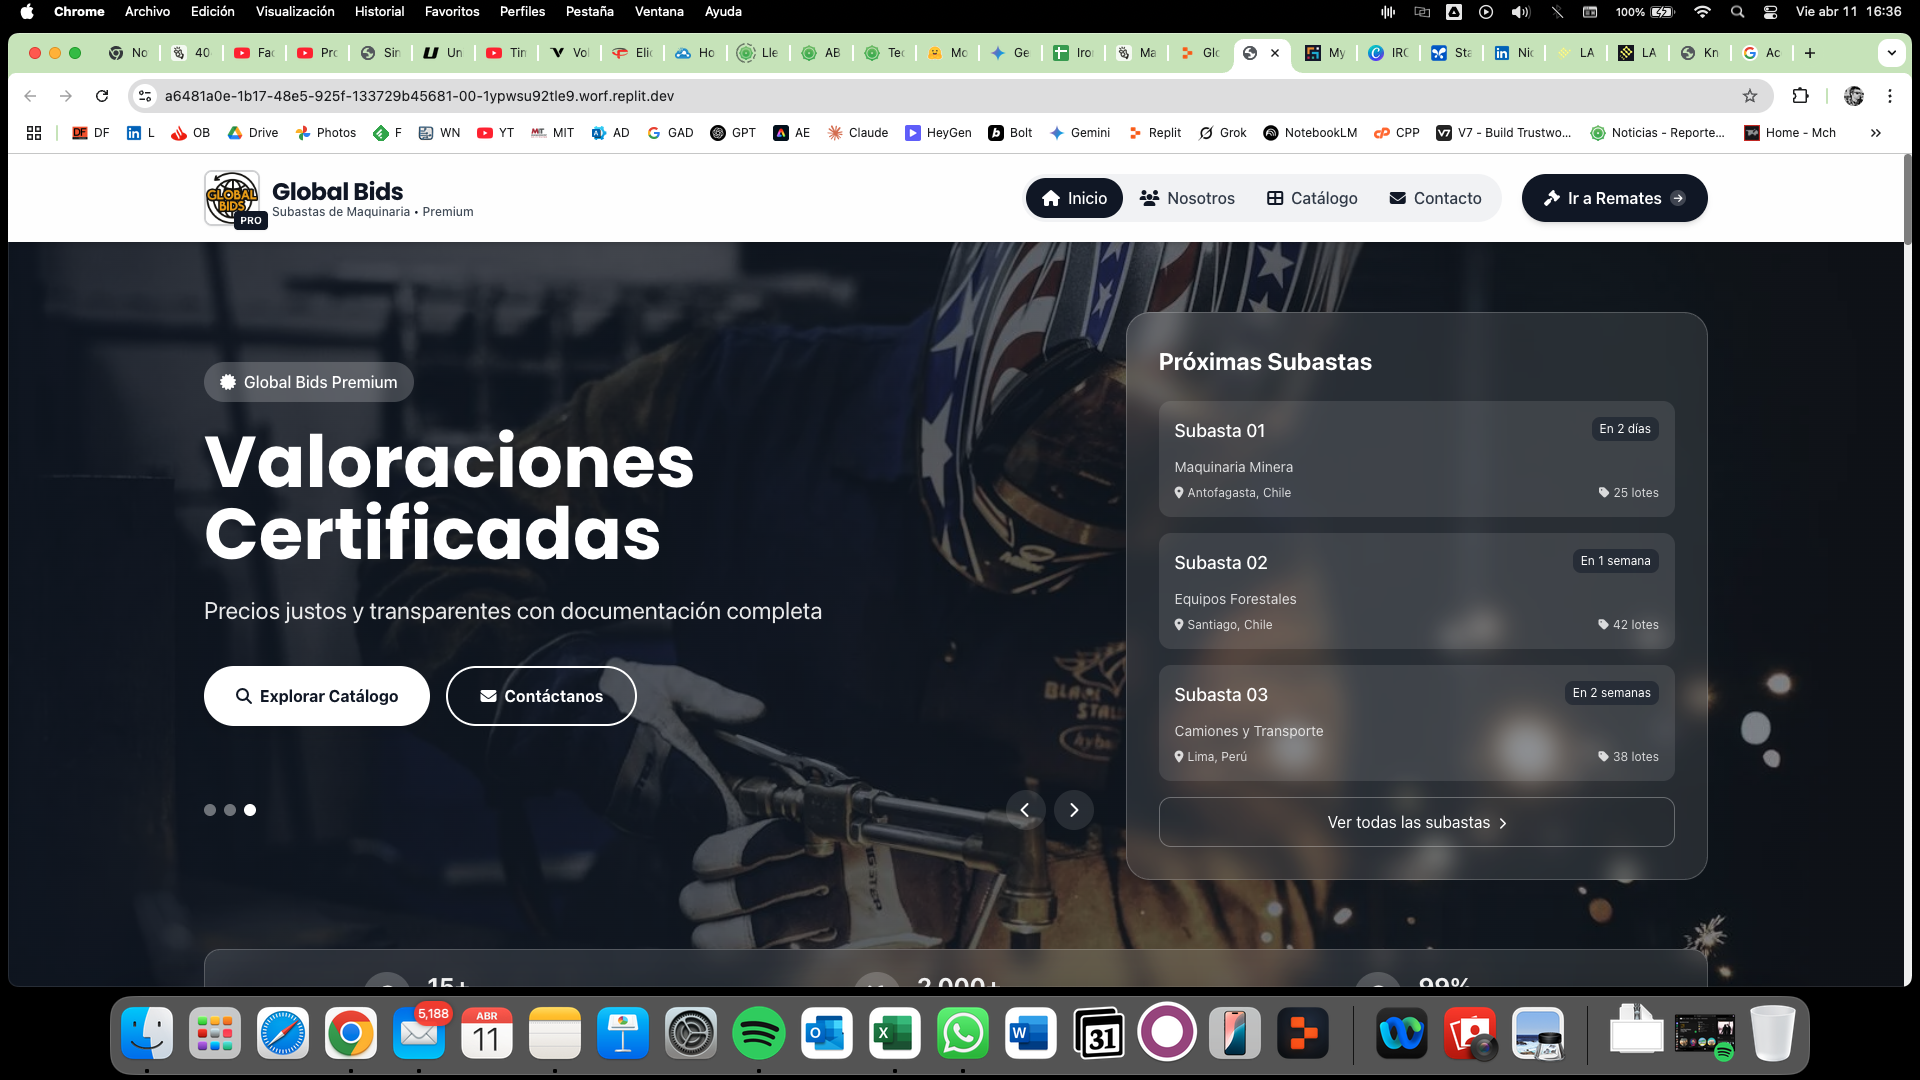 Chrome Archivo Edición Visualización Historial Favoritos Perfiles Pestaña Ventana Ayuda 100% Vie abr 11 16:36
No 40 Fac Pro Sin Un Tin Vol Elic Ho Lle AB Tec Mo Ge Iro Ma Glo My IRC Sta Nic LA LA Kn Ac
a6481a0e-1b17-48e5-925f-133729b45681-00-1ypwsu92tle9.worf.replit.dev
DF L OB Drive Photos F WN YT MIT AD GAD GPT AE Claude HeyGen Bolt Gemini Replit Grok NotebookLM CPP V7 - Build Trustwo... Noticias - Reporte... Home - Mch
GLOBAL BIDS PRO
Global Bids
Subastas de Maquinaria • Premium
Inicio Nosotros Catálogo Contacto Ir a Remates
Global Bids Premium
Valoraciones
Certificadas
Precios justos y transparentes con documentación completa
Explorar Catálogo Contáctanos
Próximas Subastas
Subasta 01 En 2 días
Maquinaria Minera
Antofagasta, Chile 25 lotes
Subasta 02 En 1 semana
Equipos Forestales
Santiago, Chile 42 lotes
Subasta 03 En 2 semanas
Camiones y Transporte
Lima, Perú 38 lotes
Ver todas las subastas
15+ 2.000+ 99%
5,188
ABR
11
31